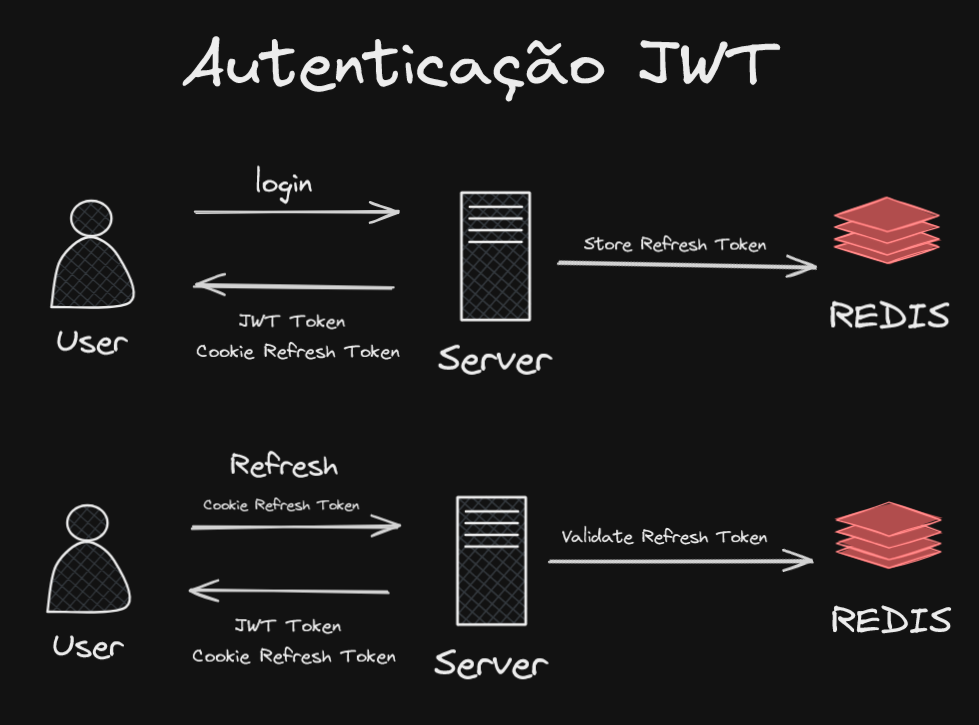 Autenticação JWT
login
Store Refresh Token
JWT Token
Cookie Refresh Token
User
Server
REDIS
Refresh
Cookie Refresh Token
Validate Refresh Token
JWT Token
Cookie Refresh Token
User
Server
REDIS